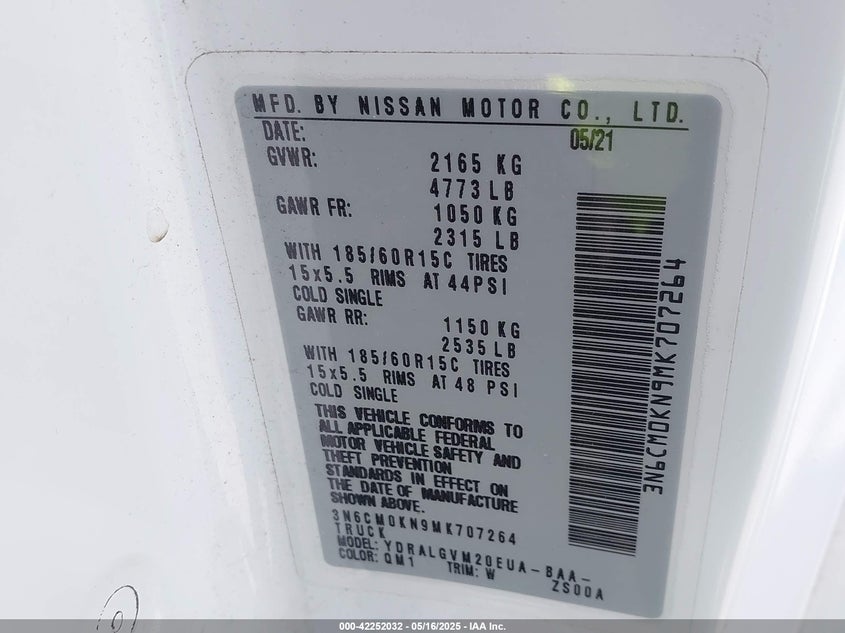 MFD. BY NISSAN MOTOR CO., LTD.
DATE: 05/21
GVWR: 2165 KG
4773 LB
GAWR FR: 1050 KG
2315 LB
WITH 185/60R15C TIRES
15x5.5 RIMS AT 44PSI
COLD SINGLE
GAWR RR: 1150 KG
2535 LB
WITH 185/60R15C TIRES
15x5.5 RIMS AT 48 PSI
COLD SINGLE
THIS VEHICLE CONFORMS TO
ALL APPLICABLE FEDERAL
MOTOR VEHICLE SAFETY AND
THEFT PREVENTION
STANDARDS IN EFFECT ON
THE DATE OF MANUFACTURE
SHOWN ABOVE.
3N6CM0KN9MK707264
TRUCK
MODEL: YDRALGVM20EUA-BAA-
ZS00A
COLOR: QM1 TRIM: W
3N6CM0KN9MK707264
000-42252032 - 05/16/2025 - IAA Inc.